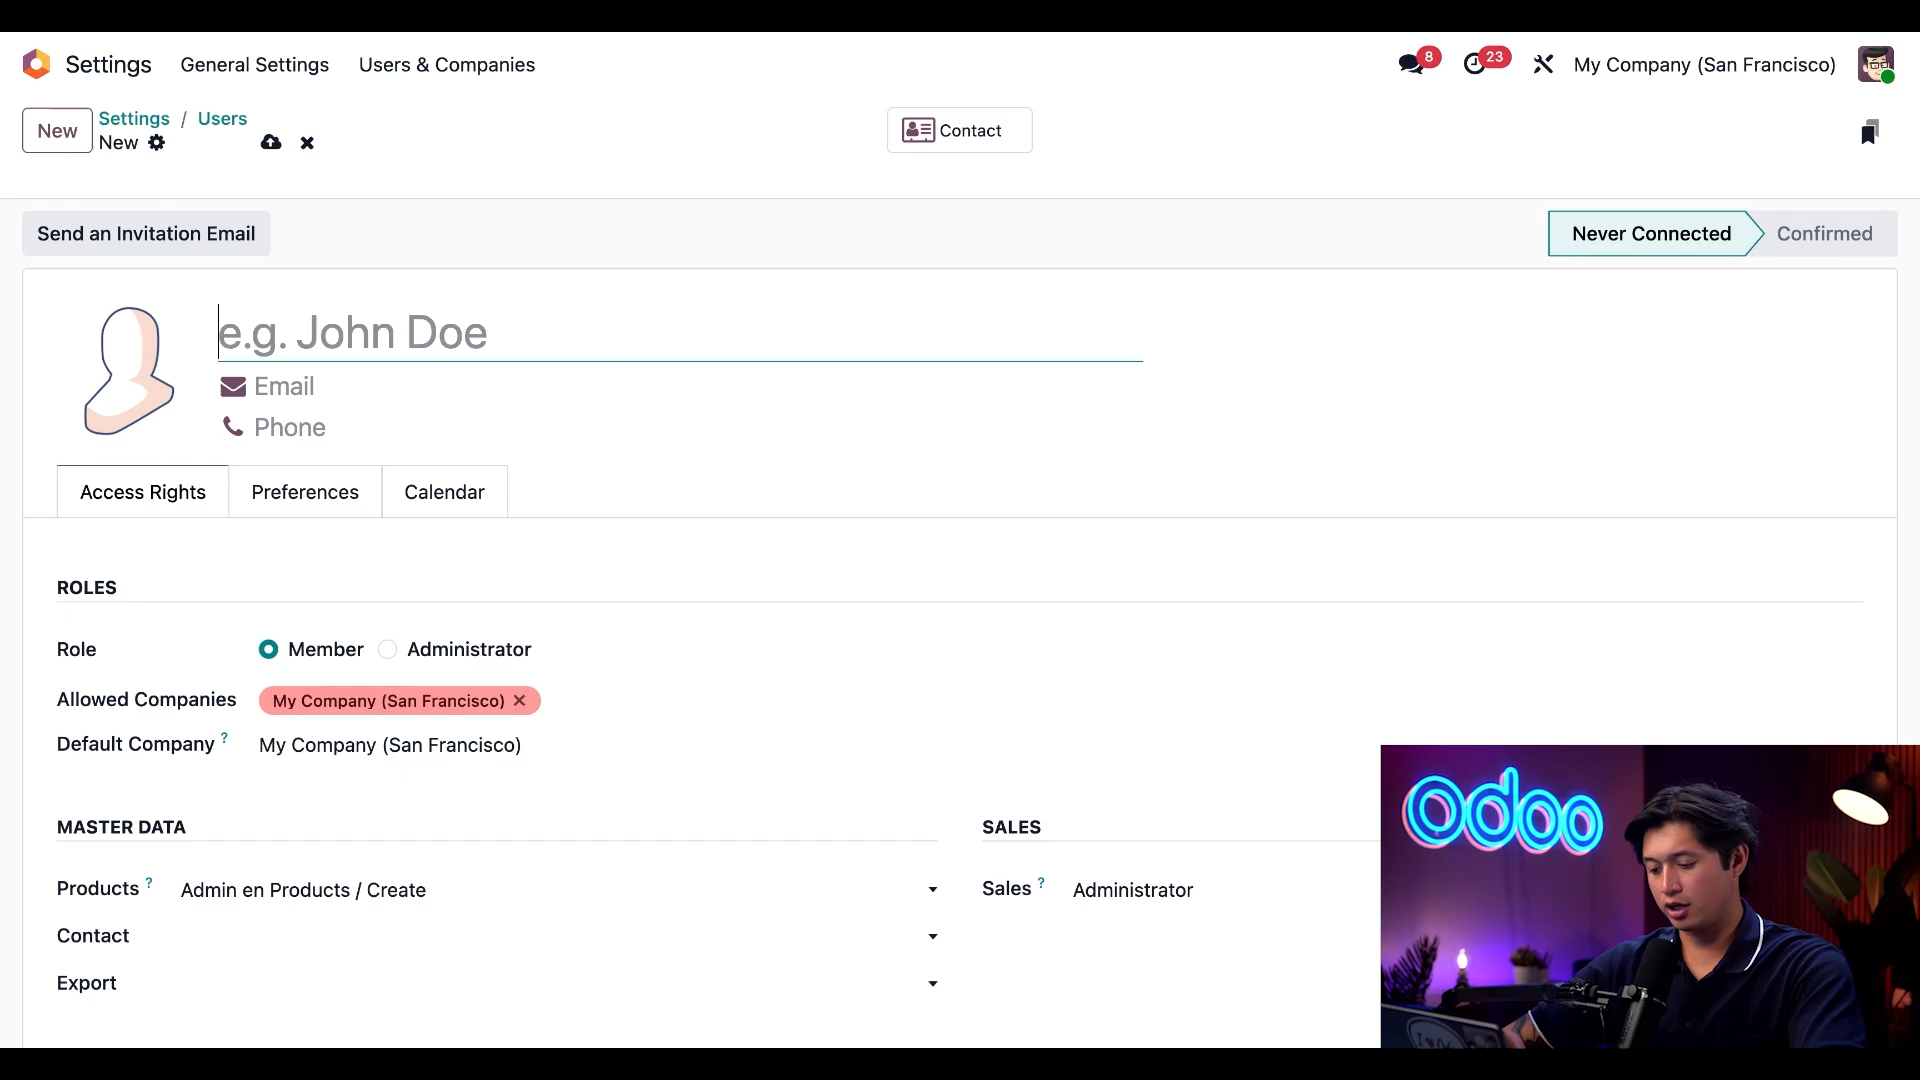 Settings General Settings Users & Companies 8 23 My Company (San Francisco)
New Settings / Users
New
Contact
Send an Invitation Email Never Connected Confirmed
e.g. John Doe
Email
Phone
Access Rights Preferences Calendar
ROLES
Role Member Administrator
Allowed Companies My Company (San Francisco)
Default Company ? My Company (San Francisco)
MASTER DATA SALES
Products ? Admin en Products / Create Sales ? Administrator
Contact
Export
odoo